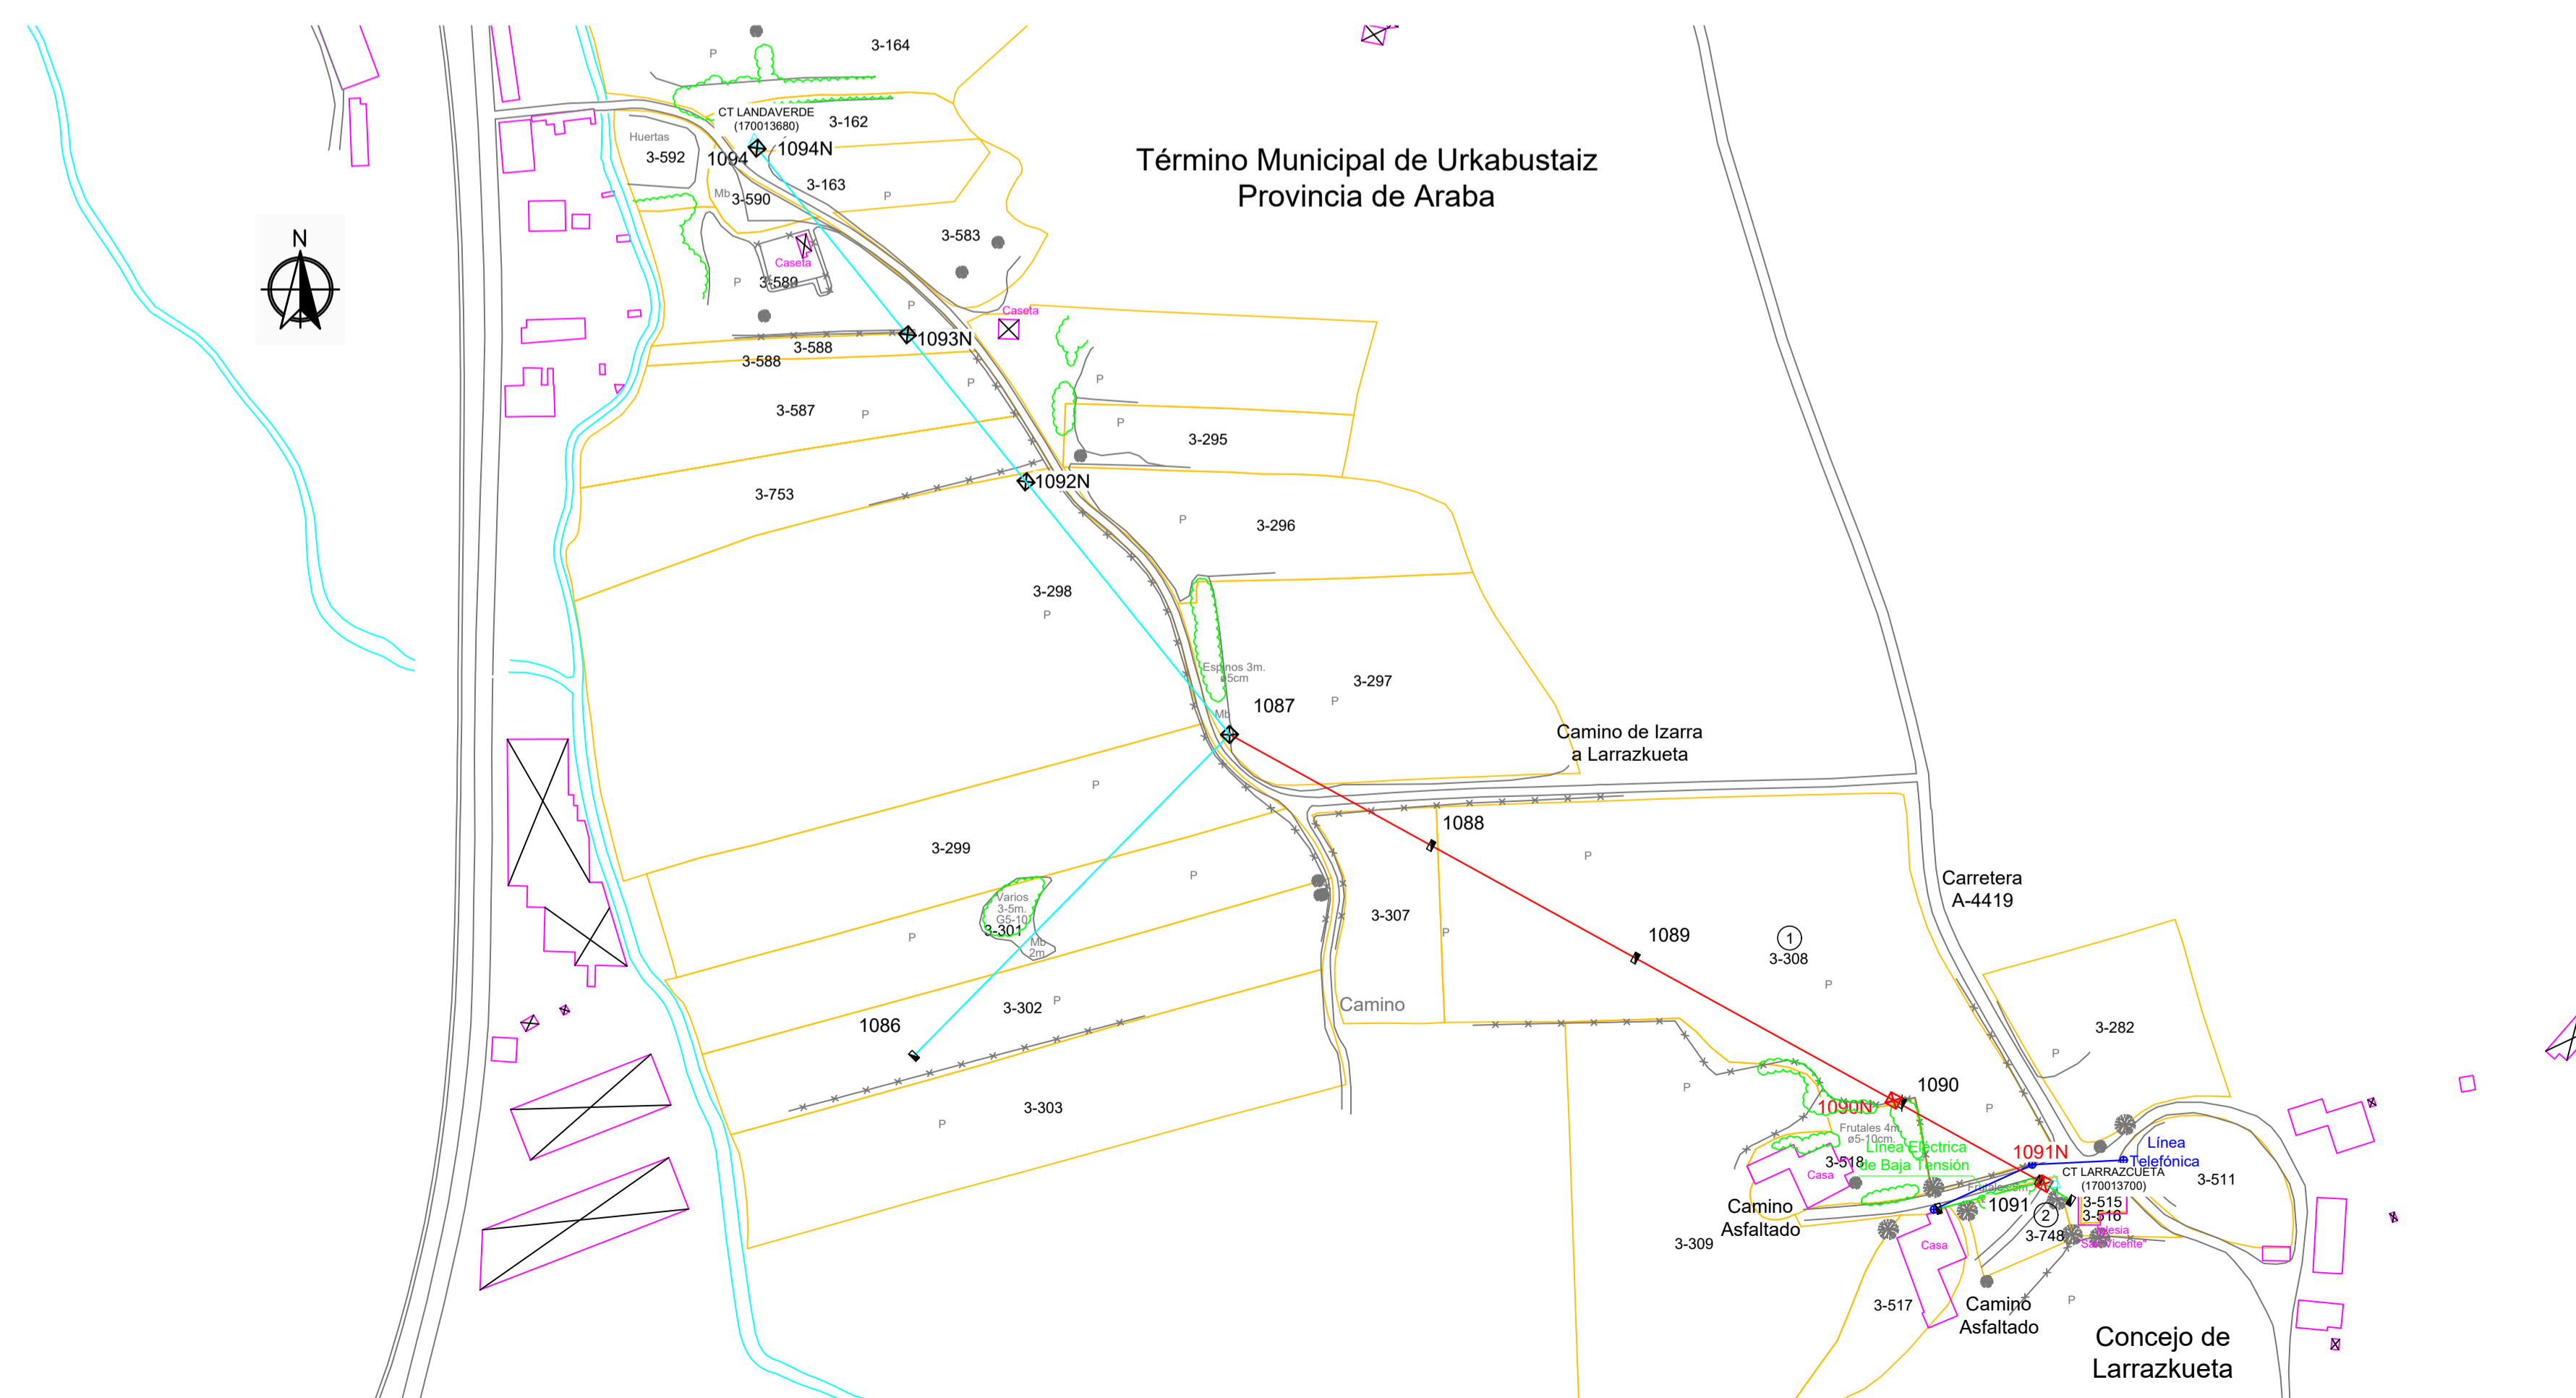 3-164
P
CT LANDAVERDE
(170013680)
3-162
Huertas
3-592
1094
1094N
Término Municipal de Urkabustaiz
Provincia de Araba
3-163
Mb
3-590
P
N
3-583
Caseta
P
3-589
P
Caseta
1093N
3-588
3-588
P
P
3-587
P
P
3-295
1092N
3-753
P
3-296
3-298
P
Espinos 3m.
ø5cm
3-297
P
1087
Mb
Camino de Izarra
a Larrazkueta
P
1088
3-299
P
P
Carretera
A-4419
Varios
3-5m.
G5-10
3-301
3-307
P
P
Mb
2m
1089
1
3-308
P
Camino
3-302
P
1086
3-282
P
P
1090
1090N
3-303
P
P
Frutales 4m.
ø5-10cm.
Línea Eléctrica
de Baja Tensión
1091N
Línea
Telefónica
3-518
Casa
CT LARRAZCUETA
(170013700)
3-511
3-515
3-516
Camino
Asfaltado
1091
2
3-748
Iglesia
San Vicente"
3-309
Casa
3-517
Camino
Asfaltado
P
Concejo de
Larrazkueta